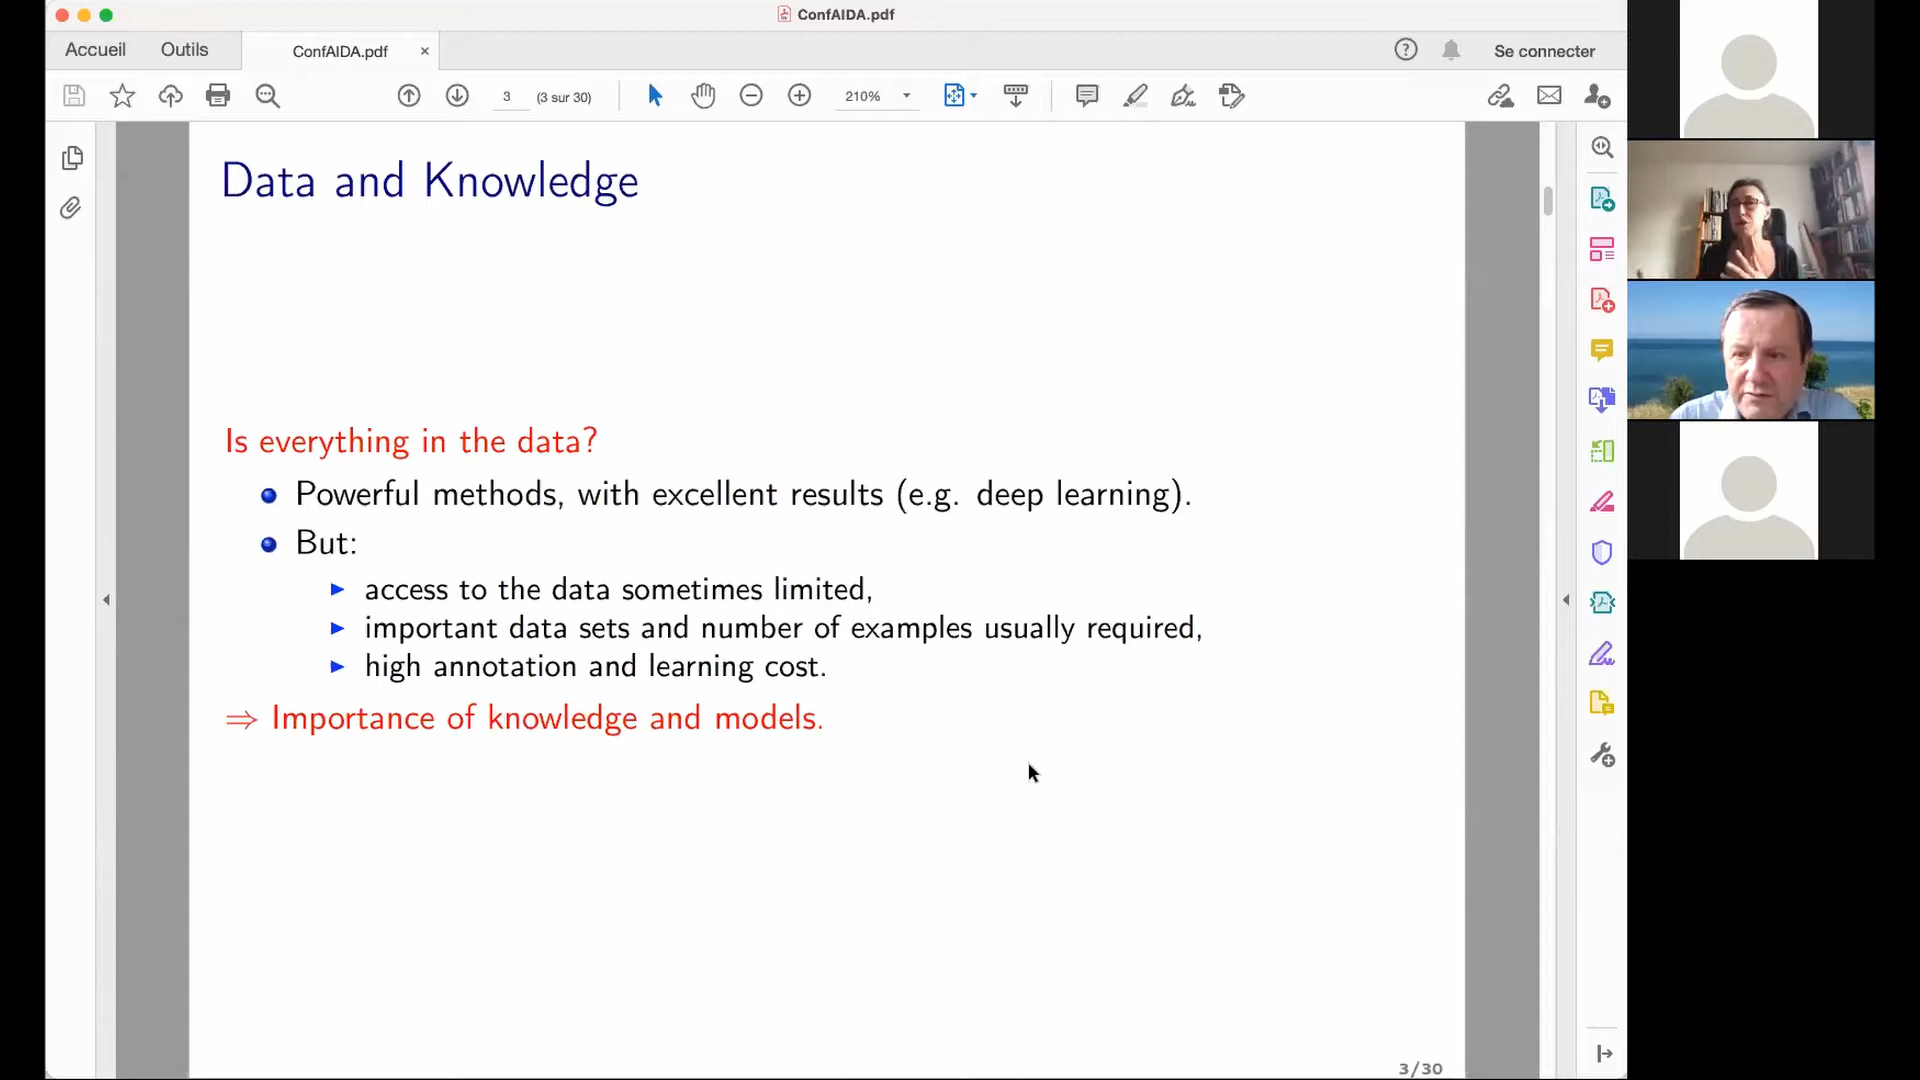 ConfAIDA.pdf
Accueil Outils ConfAIDA.pdf × Se connecter
3 (3 sur 30) 210%
Data and Knowledge
Is everything in the data?
Powerful methods, with excellent results (e.g. deep learning).
But:
access to the data sometimes limited,
important data sets and number of examples usually required,
high annotation and learning cost.
⇒ Importance of knowledge and models.
3/30